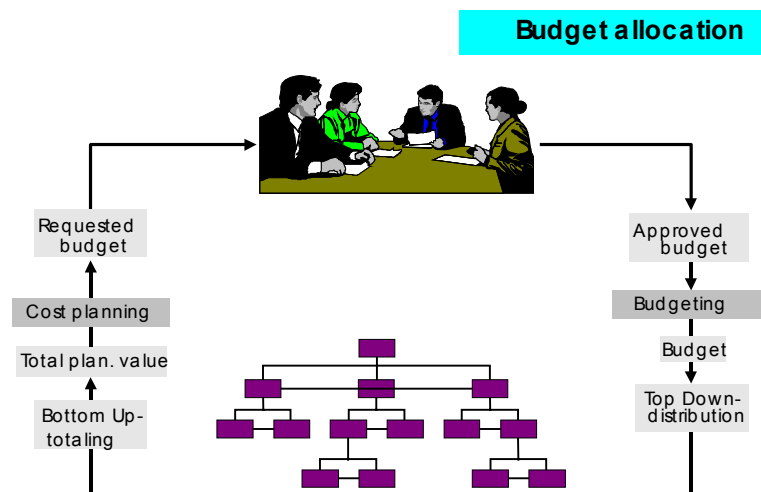 Budget allocation
Requested
budget
Cost planning
Total plan. value
Bottom Up-
totaling
Approved
budget
Budgeting
Budget
Top Down-
distribution